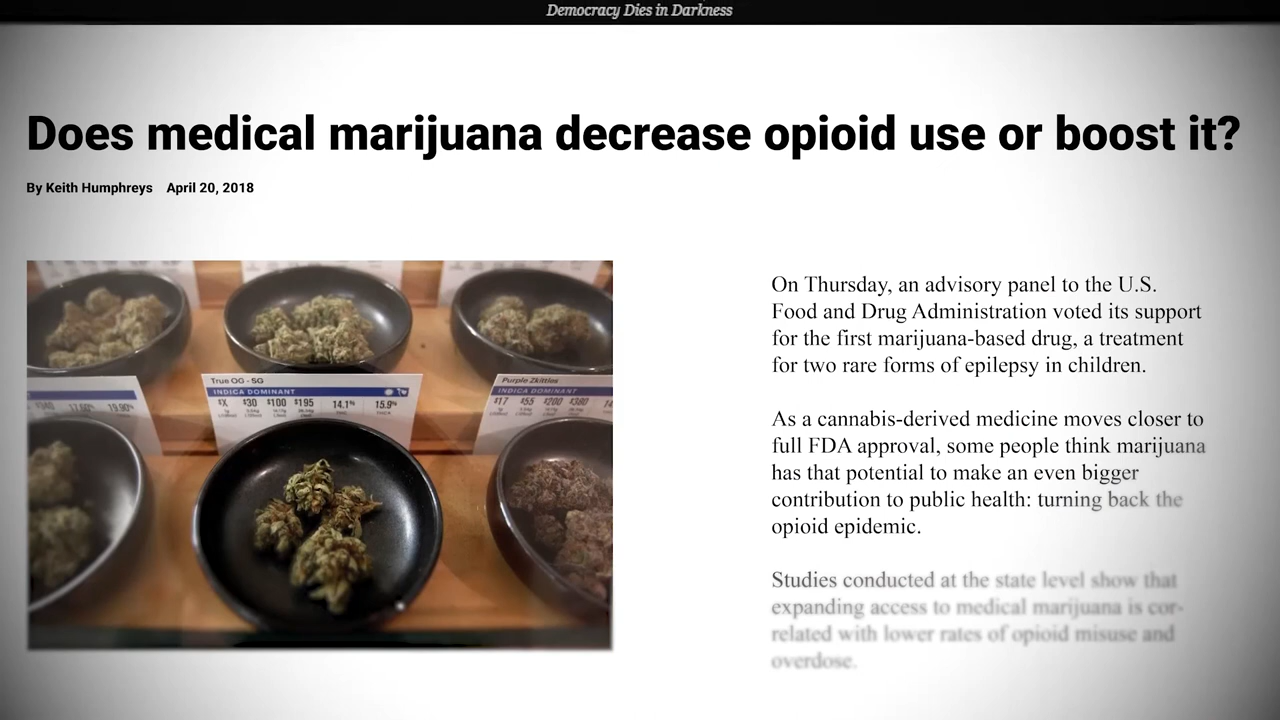 Democracy Dies in Darkness
Does medical marijuana decrease opioid use or boost it?
By Keith Humphreys April 20, 2018
On Thursday, an advisory panel to the U.S.
Food and Drug Administration voted its support
for the first marijuana-based drug, a treatment
for two rare forms of epilepsy in children.
As a cannabis-derived medicine moves closer to
full FDA approval, some people think marijuana
has that potential to make an even bigger
contribution to public health: turning back the
opioid epidemic.
Studies conducted at the state level show that
expanding access to medical marijuana is cor-
related with lower rates of opioid misuse and
overdose.
True OG - SG
INDICA DOMINANT
$X $30 $100 $195 14.1% 15.9%
Purple Zkittles
INDICA DOMINANT
$17 $55 $200 $380
17.60% 19.90%